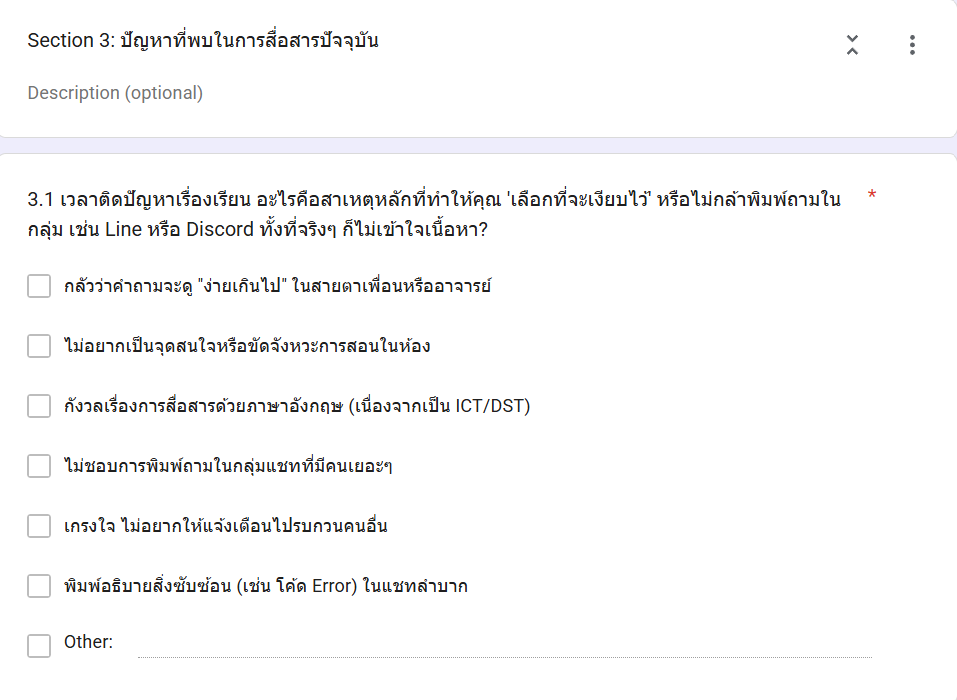 Section 3: ปัญหาที่พบในการสื่อสารปัจจุบัน
Description (optional)
3.1 เวลาติดปัญหาเรื่องเรียน อะไรคือสาเหตุหลักที่ทำให้คุณ 'เลือกที่จะเงียบไว้' หรือไม่กล้าพิมพ์ถามใน *
กลุ่ม เช่น Line หรือ Discord ทั้งที่จริงๆ ก็ไม่เข้าใจเนื้อหา?
กลัวว่าคำถามจะดู "ง่ายเกินไป" ในสายตาเพื่อนหรืออาจารย์
ไม่อยากเป็นจุดสนใจหรือขัดจังหวะการสอนในห้อง
กังวลเรื่องการสื่อสารด้วยภาษาอังกฤษ (เนื่องจากเป็น ICT/DST)
ไม่ชอบการพิมพ์ถามในกลุ่มแชทที่มีคนเยอะๆ
เกรงใจ ไม่อยากให้แจ้งเตือนไปรบกวนคนอื่น
พิมพ์อธิบายสิ่งซับซ้อน (เช่น โค้ด Error) ในแชทลำบาก
Other: